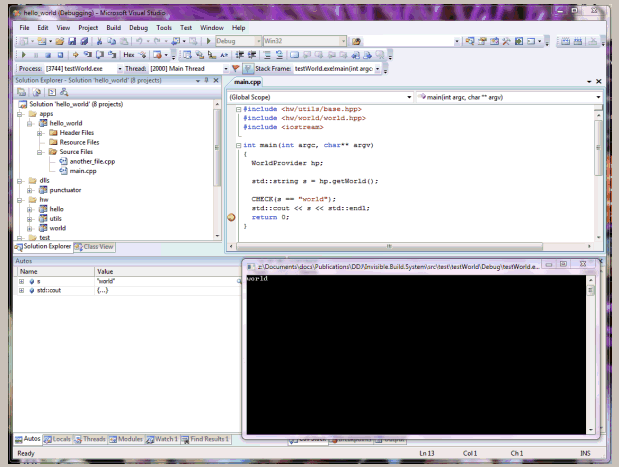 hello_world (Debugging) - Microsoft Visual Studio
File Edit View Project Build Debug Tools Test Window Help
Debug Win32
Hex
Process: [3744] testWorld.exe Thread: [2000] Main Thread Stack Frame: testWorld.exe!main(int argc
Solution Explorer - Solution 'hello_world' (8 projects)
Solution 'hello_world' (8 projects)
apps
hello_world
Header Files
Resource Files
Source Files
another_file.cpp
main.cpp
dlls
punctuator
hw
hello
utils
world
test
Solution Explorer Class View
main.cpp
(Global Scope) main(int argc, char ** argv)
#include <hw/utils/base.hpp>
#include <hw/world/world.hpp>
#include <iostream>
int main(int argc, char** argv)
{
WorldProvider hp;
std::string s = hp.getWorld();
CHECK(s == "world");
std::cout << s << std::endl;
return 0;
}
Autos
Name Value
s "world"
std::cout {...}
z:\Documents\docs\Publications\DDJ\Invisible.Build.System\src\test\testWorld\Debug\testWorld.e...
world
Autos Locals Threads Modules Watch 1 Find Results 1
Ready Ln 13 Col 1 Ch 1 INS